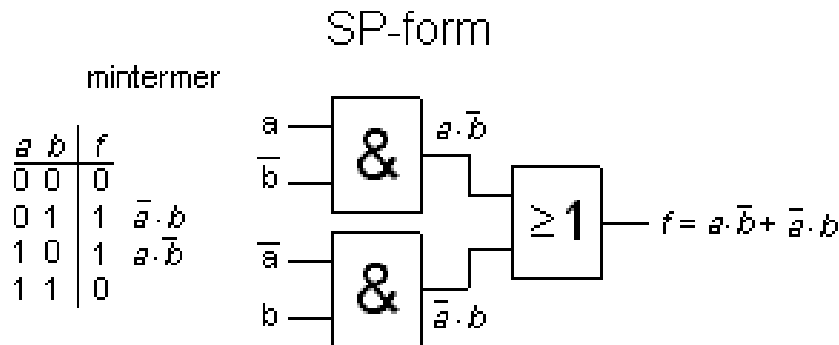 SP-form
mintermer
a b f
0 0 0
0 1 1 a̅·b
1 0 1 a·b̅
1 1 0
a
b̅
&
a·b̅
a̅
b
&
a̅·b
≥1
f = a·b̅ + a̅·b